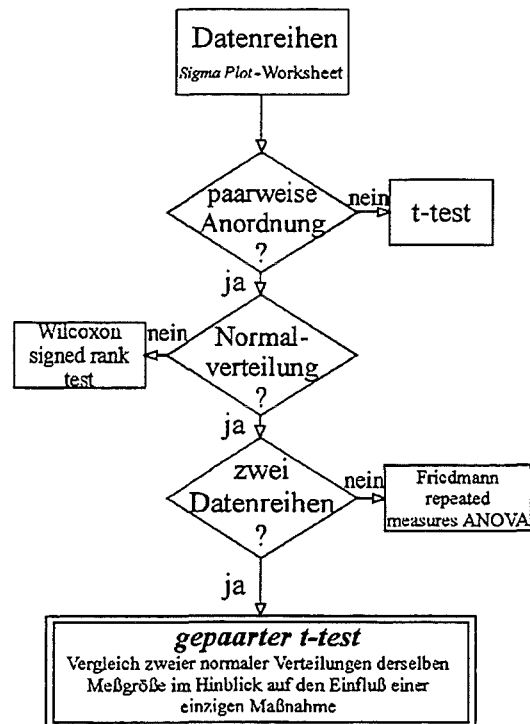 Datenreihen
Sigma Plot-Worksheet
paarweise
Anordnung
?
nein
t-test
ja
Normal-
verteilung
?
nein
Wilcoxon
signed rank
test
ja
zwei
Datenreihen
?
nein
Friedmann
repeated
measures ANOVA
ja
gepaarter t-test
Vergleich zweier normaler Verteilungen derselben
Meßgröße im Hinblick auf den Einfluß einer
einzigen Maßnahme